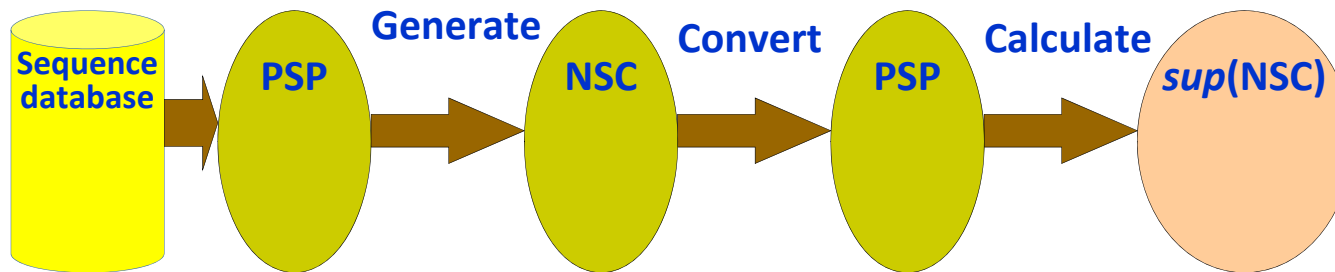 Sequence
database
PSP
Generate
NSC
Convert
PSP
Calculate
sup(NSC)